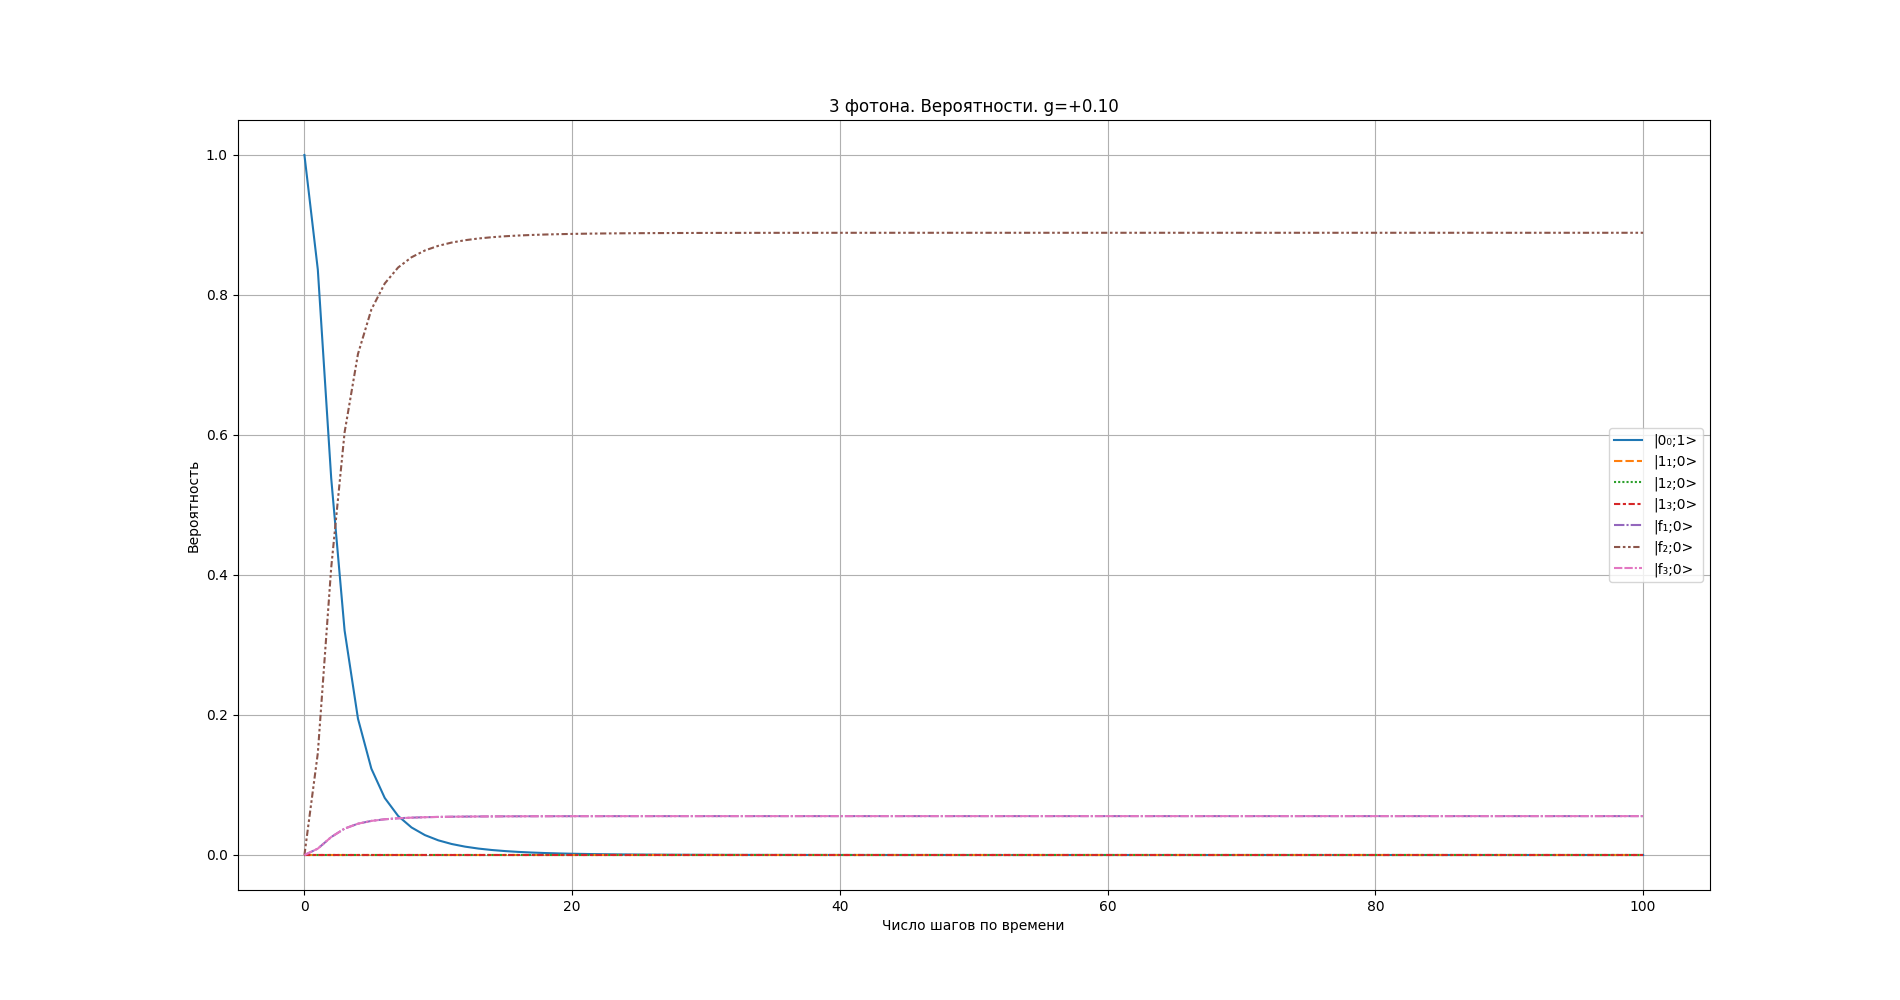 3 фотона. Вероятности. g=+0.10
1.0
0.8
0.6
0.4
0.2
0.0
Вероятность
0 20 40 60 80 100
Число шагов по времени
|0₀;1>
|1₁;0>
|1₂;0>
|1₃;0>
|f₁;0>
|f₂;0>
|f₃;0>